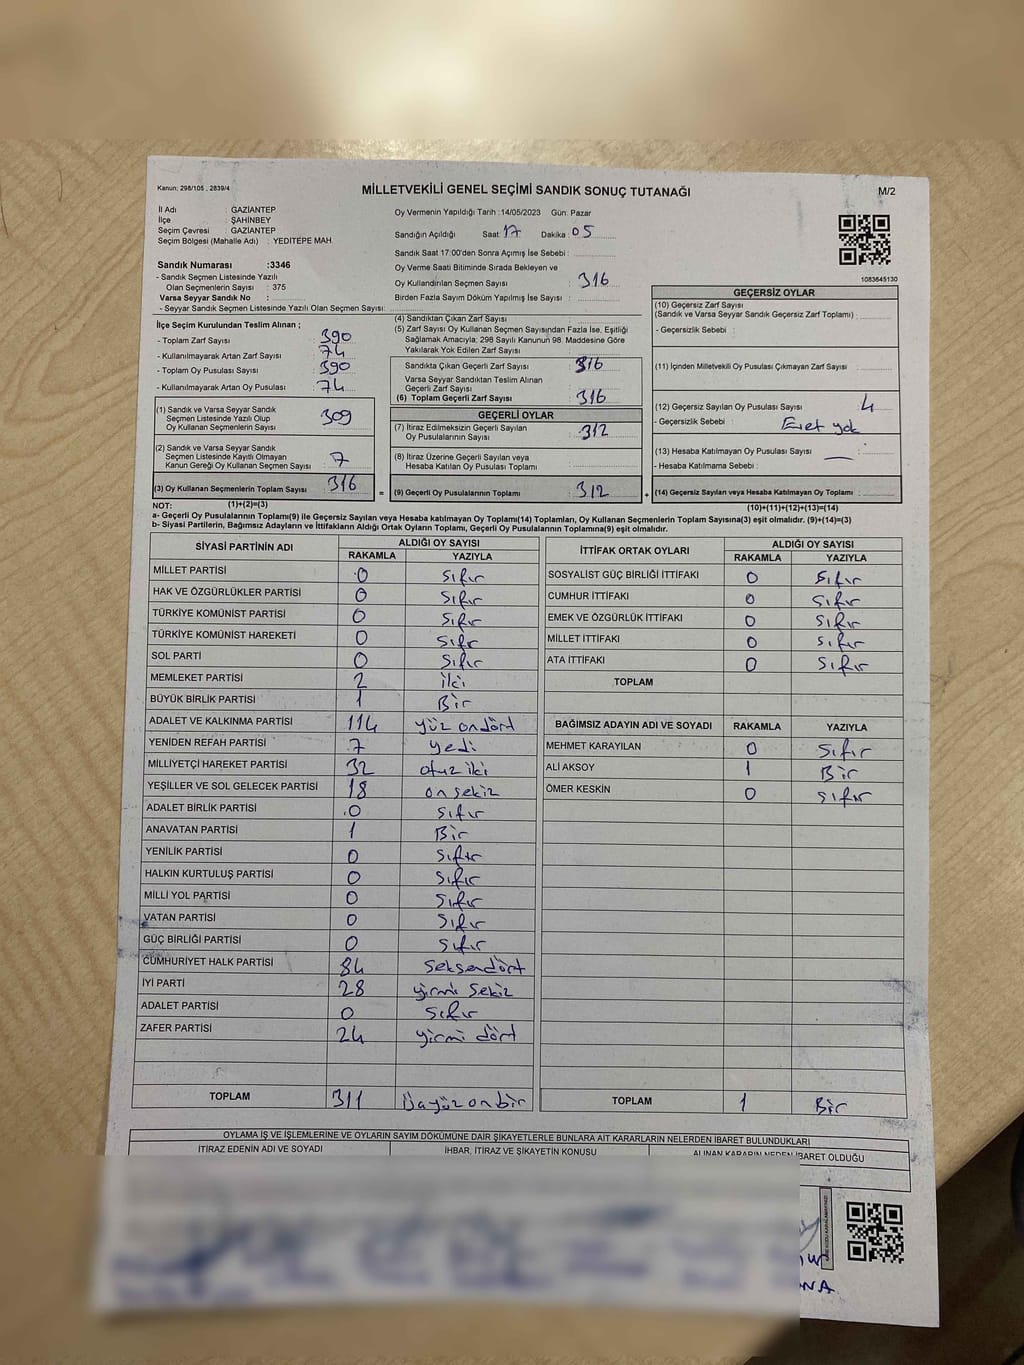 Kanun: 298/105 , 2839/4
MİLLETVEKİLİ GENEL SEÇİMİ SANDIK SONUÇ TUTANAĞI
M/2
İl Adı : GAZİANTEP
İlçe : ŞAHİNBEY
Seçim Çevresi : GAZİANTEP
Seçim Bölgesi (Mahalle Adı) : YEDİTEPE MAH.
Sandık Numarası :3346
- Sandık Seçmen Listesinde Yazılı
Olan Seçmenlerin Sayısı : 375
Varsa Seyyar Sandık No :
- Seyyar Sandık Seçmen Listesinde Yazılı Olan Seçmen Sayısı:
Oy Vermenin Yapıldığı Tarih :14/05/2023 Gün: Pazar
Sandığın Açıldığı Saat: 17 Dakika: 05
Sandık Saat 17:00'den Sonra Açımış İse Sebebi :
Oy Verme Saati Bitiminde Sırada Bekleyen ve
Oy Kullandırılan Seçmen Sayısı : 316
Birden Fazla Sayım Döküm Yapılmış İse Sayısı :
1083645130
İlçe Seçim Kurulundan Teslim Alınan ;
- Toplam Zarf Sayısı : 390
- Kullanılmayarak Artan Zarf Sayısı : 74
- Toplam Oy Pusulası Sayısı : 390
- Kullanılmayarak Artan Oy Pusulası : 74
(1) Sandık ve Varsa Seyyar Sandık
Seçmen Listesinde Yazılı Olup
Oy Kullanan Seçmenlerin Sayısı : 309
(2) Sandık ve Varsa Seyyar Sandık
Seçmen Listesinde Kayıtlı Olmayan
Kanun Gereği Oy Kullanan Seçmen Sayısı : 7
(3) Oy Kullanan Seçmenlerin Toplam Sayısı : 316
(1)+(2)=(3)
(4) Sandıktan Çıkan Zarf Sayısı :
(5) Zarf Sayısı Oy Kullanan Seçmen Sayısından Fazla İse, Eşitliği
Sağlamak Amacıyla; 298 Sayılı Kanunun 98. Maddesine Göre
Yakılarak Yok Edilen Zarf Sayısı :
Sandıkta Çıkan Geçerli Zarf Sayısı : 316
Varsa Seyyar Sandıktan Teslim Alınan
Geçerli Zarf Sayısı :
(6) Toplam Geçerli Zarf Sayısı : 316
GEÇERLİ OYLAR
(7) İtiraz Edilmeksizin Geçerli Sayılan
Oy Pusulalarının Sayısı : 312
(8) İtiraz Üzerine Geçerli Sayılan veya
Hesaba Katılan Oy Pusulası Toplamı :
= (9) Geçerli Oy Pusulalarının Toplamı : 312
GEÇERSİZ OYLAR
(10) Geçersiz Zarf Sayısı
(Sandık ve Varsa Seyyar Sandık Geçersiz Zarf Toplamı) :
- Geçersizlik Sebebi :
(11) İçinden Milletvekili Oy Pusulası Çıkmayan Zarf Sayısı :
(12) Geçersiz Sayılan Oy Pusulası Sayısı : 4
- Geçersizlik Sebebi : Evet yok
(13) Hesaba Katılmayan Oy Pusulası Sayısı : —
- Hesaba Katılmama Sebebi :
+ (14) Geçersiz Sayılan veya Hesaba Katılmayan Oy Toplamı :
(10)+(11)+(12)+(13)=(14)
NOT:
a- Geçerli Oy Pusulalarının Toplamı(9) ile Geçersiz Sayılan veya Hesaba katılmayan Oy Toplamı(14) Toplamları, Oy Kullanan Seçmenlerin Toplam Sayısına(3) eşit olmalıdır. (9)+(14)=(3)
b- Siyasi Partilerin, Bağımsız Adayların ve İttifakların Aldığı Ortak Oyların Toplamı, Geçerli Oy Pusulalarının Toplamına(9) eşit olmalıdır.
SİYASİ PARTİNİN ADI ALDIĞI OY SAYISI
RAKAMLA YAZIYLA
MİLLET PARTİSİ 0 Sıfır
HAK VE ÖZGÜRLÜKLER PARTİSİ 0 Sıfır
TÜRKİYE KOMÜNİST PARTİSİ 0 Sıfır
TÜRKİYE KOMÜNİST HAREKETİ 0 Sıfır
SOL PARTİ 0 Sıfır
MEMLEKET PARTİSİ 2 iki
BÜYÜK BİRLİK PARTİSİ 1 Bir
ADALET VE KALKINMA PARTİSİ 114 yüz ondört
YENİDEN REFAH PARTİSİ 7 yedi
MİLLİYETÇİ HAREKET PARTİSİ 32 otuz iki
YEŞİLLER VE SOL GELECEK PARTİSİ 18 on sekiz
ADALET BİRLİK PARTİSİ 0 Sıfır
ANAVATAN PARTİSİ 1 Bir
YENİLİK PARTİSİ 0 Sıfır
HALKIN KURTULUŞ PARTİSİ 0 Sıfır
MİLLİ YOL PARTİSİ 0 Sıfır
VATAN PARTİSİ 0 Sıfır
GÜÇ BİRLİĞİ PARTİSİ 0 Sıfır
CUMHURİYET HALK PARTİSİ 84 Seksendört
İYİ PARTİ 28 yirmi Sekiz
ADALET PARTİSİ 0 Sıfır
ZAFER PARTİSİ 24 yirmi dört
TOPLAM 311 Üçyüz on bir
İTTİFAK ORTAK OYLARI ALDIĞI OY SAYISI
RAKAMLA YAZIYLA
SOSYALİST GÜÇ BİRLİĞİ İTTİFAKI 0 Sıfır
CUMHUR İTTİFAKI 0 Sıfır
EMEK VE ÖZGÜRLÜK İTTİFAKI 0 Sıfır
MİLLET İTTİFAKI 0 Sıfır
ATA İTTİFAKI 0 Sıfır
TOPLAM
BAĞIMSIZ ADAYIN ADI VE SOYADI RAKAMLA YAZIYLA
MEHMET KARAYILAN 0 Sıfır
ALİ AKSOY 1 Bir
ÖMER KESKİN 0 Sıfır
TOPLAM 1 Bir
OYLAMA İŞ VE İŞLEMLERİNE VE OYLARIN SAYIM DÖKÜMÜNE DAİR ŞİKAYETLERLE BUNLARA AİT KARARLARIN NELERDEN İBARET BULUNDUKLARI
İTİRAZ EDENİN ADI VE SOYADI İHBAR, İTİRAZ VE ŞİKAYETİN KONUSU ALINAN KARARIN NEDEN İBARET OLDUĞU